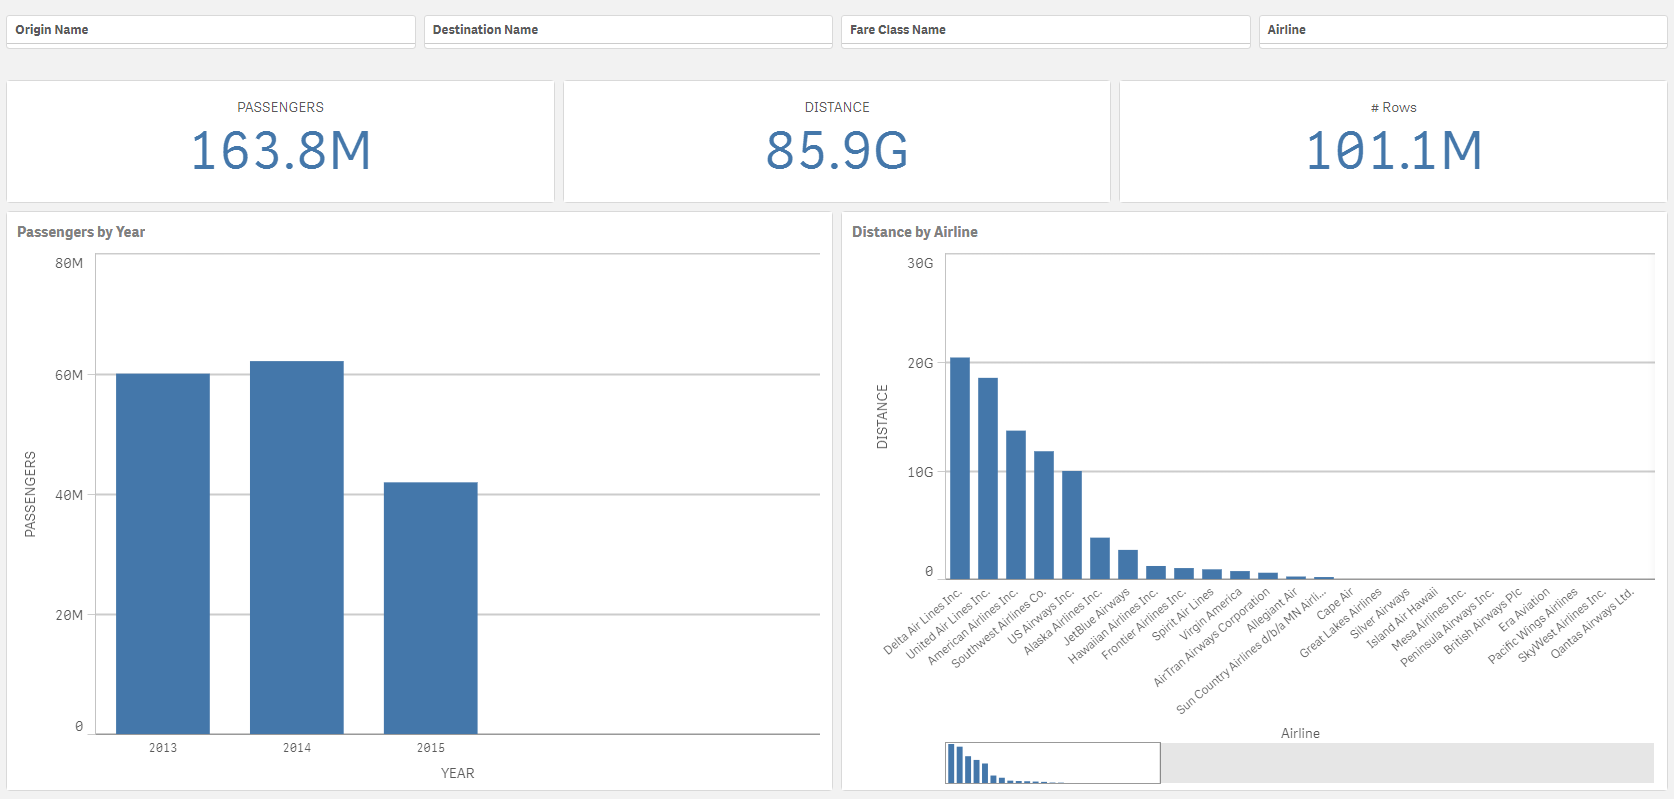 Origin Name
Destination Name
Fare Class Name
Airline
PASSENGERS
163.8M
DISTANCE
85.9G
# Rows
101.1M
Passengers by Year
80M
60M
40M
20M
0
PASSENGERS
2013
2014
2015
YEAR
Distance by Airline
30G
20G
10G
0
DISTANCE
Delta Air Lines Inc.
United Air Lines Inc.
American Airlines Inc.
Southwest Airlines Co.
US Airways Inc.
Alaska Airlines Inc.
JetBlue Airways
Hawaiian Airlines Inc.
Frontier Airlines Inc.
Spirit Air Lines
Virgin America
AirTran Airways Corporation
Allegiant Air
Sun Country Airlines d/b/a MN Airli...
Cape Air
Great Lakes Airlines
Silver Airways
Island Air Hawaii
Mesa Airlines Inc.
Peninsula Airways Inc.
British Airways Plc
Era Aviation
Pacific Wings Airlines
SkyWest Airlines Inc.
Qantas Airways Ltd.
Airline